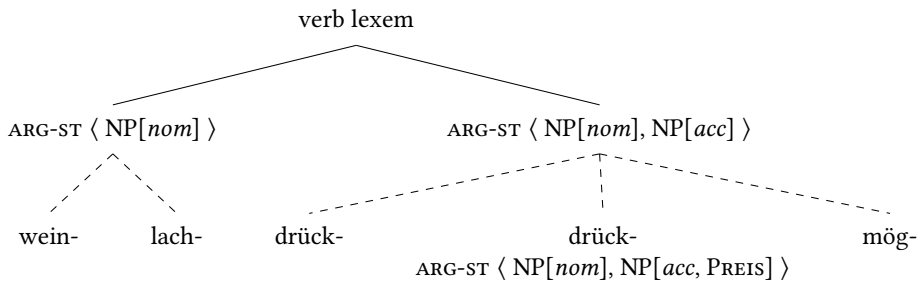 verb lexem
ARG-ST ⟨ NP[nom] ⟩ ARG-ST ⟨ NP[nom], NP[acc] ⟩
wein- lach- drück- drück- mög-
ARG-ST ⟨ NP[nom], NP[acc, PREIS] ⟩